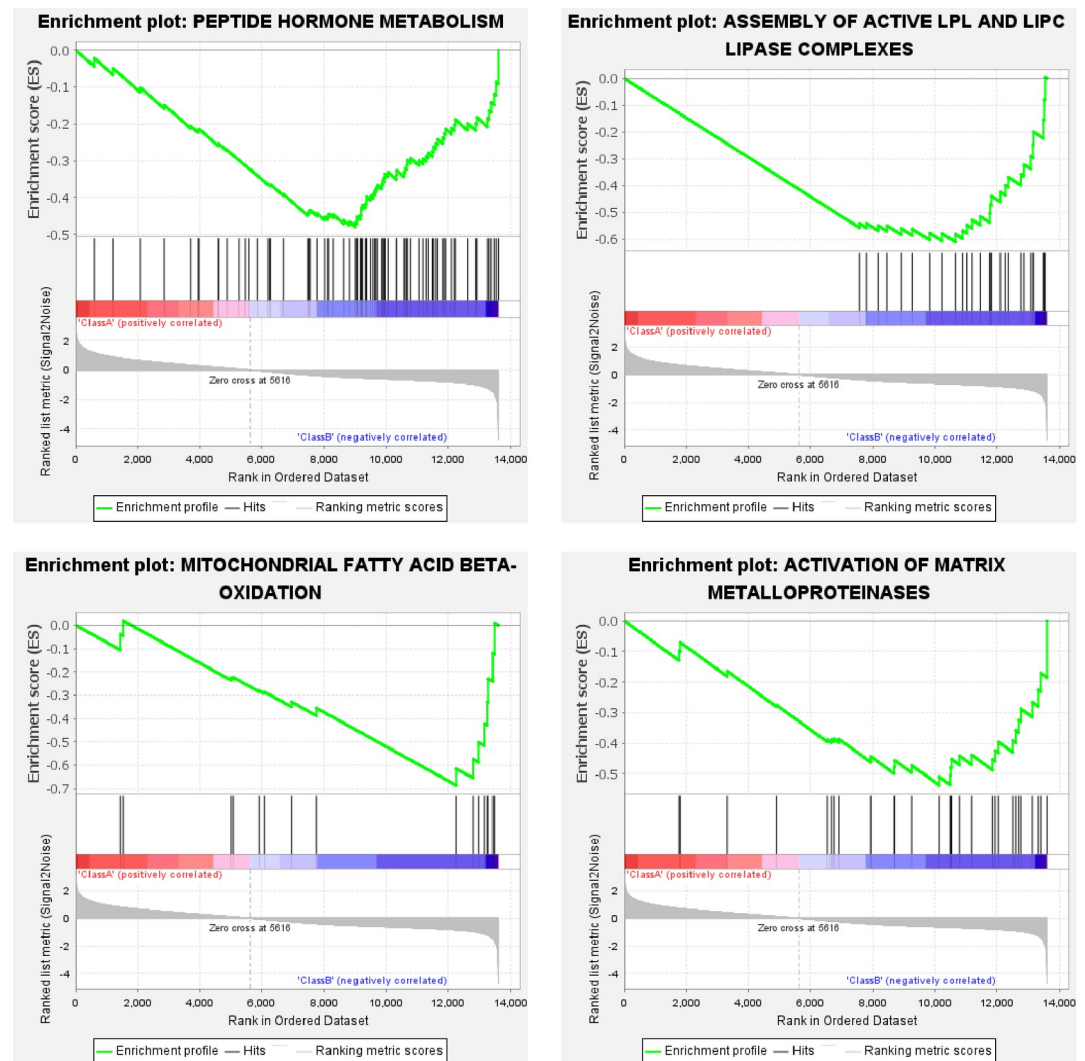 Enrichment plot: PEPTIDE HORMONE METABOLISM
Enrichment score (ES)
0.0
-0.1
-0.2
-0.3
-0.4
-0.5
Ranked list metric (Signal2Noise)
'ClassA' (positively correlated)
2
0
-2
-4
Zero cross at 5616
'ClassB' (negatively correlated)
0 2,000 4,000 6,000 8,000 10,000 12,000 14,000
Rank in Ordered Dataset
Enrichment profile Hits Ranking metric scores
Enrichment plot: ASSEMBLY OF ACTIVE LPL AND LIPC
LIPASE COMPLEXES
Enrichment score (ES)
0.0
-0.1
-0.2
-0.3
-0.4
-0.5
-0.6
Ranked list metric (Signal2Noise)
'ClassA' (positively correlated)
2
0
-2
-4
Zero cross at 5616
'ClassB' (negatively correlated)
0 2,000 4,000 6,000 8,000 10,000 12,000 14,000
Rank in Ordered Dataset
Enrichment profile Hits Ranking metric scores
Enrichment plot: MITOCHONDRIAL FATTY ACID BETA-
OXIDATION
Enrichment score (ES)
0.0
-0.1
-0.2
-0.3
-0.4
-0.5
-0.6
-0.7
Ranked list metric (Signal2Noise)
'ClassA' (positively correlated)
2
0
-2
-4
Zero cross at 5616
'ClassB' (negatively correlated)
0 2,000 4,000 6,000 8,000 10,000 12,000 14,000
Rank in Ordered Dataset
Enrichment profile Hits Ranking metric scores
Enrichment plot: ACTIVATION OF MATRIX
METALLOPROTEINASES
Enrichment score (ES)
0.0
-0.1
-0.2
-0.3
-0.4
-0.5
Ranked list metric (Signal2Noise)
'ClassA' (positively correlated)
2
0
-2
-4
Zero cross at 5616
'ClassB' (negatively correlated)
0 2,000 4,000 6,000 8,000 10,000 12,000 14,000
Rank in Ordered Dataset
Enrichment profile Hits Ranking metric scores